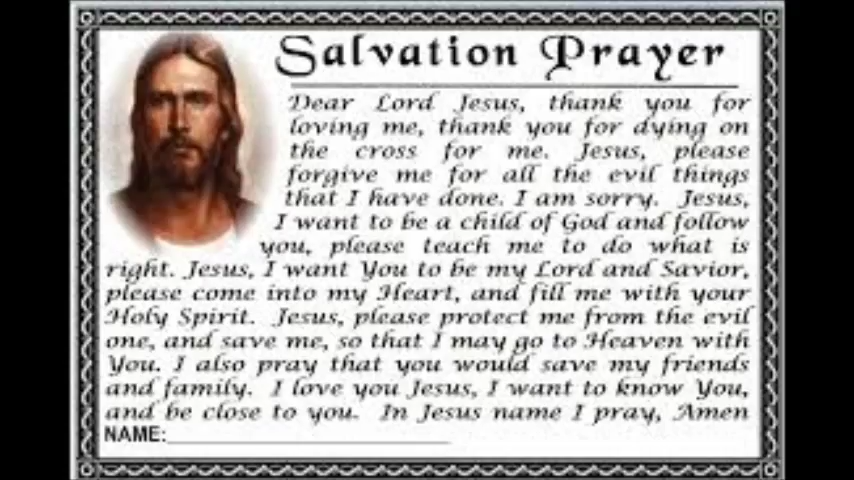 Salvation Prayer
Dear Lord Jesus, thank you for
loving me, thank you for dying on
the cross for me. Jesus, please
forgive me for all the evil things
that I have done. I am sorry. Jesus,
I want to be a child of God and follow
you, please teach me to do what is
right. Jesus, I want You to be my Lord and Savior,
please come into my Heart, and fill me with your
Holy Spirit. Jesus, please protect me from the evil
one, and save me, so that I may go to Heaven with
You. I also pray that you would save my friends
and family. I love you Jesus, I want to know You,
and be close to you. In Jesus name I pray, Amen
NAME: